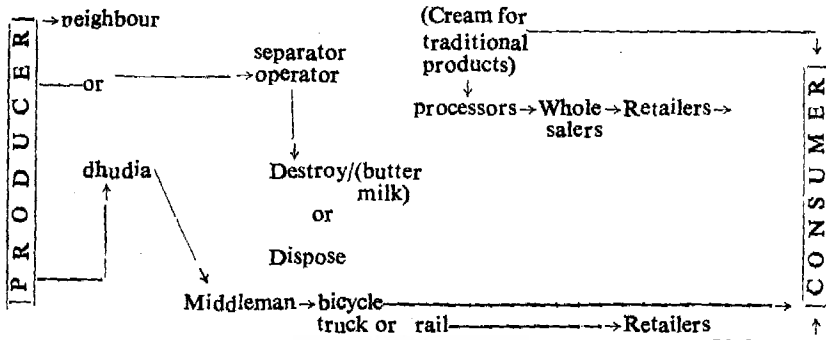 PRODUCER
→neighbour
or
separator
→operator
(Cream for
traditional
products)
processors→Whole→Retailers→
salers
dhudia
Destroy/(butter
milk)
or
Dispose
Middleman→bicycle
truck or rail
→Retailers
CONSUMER